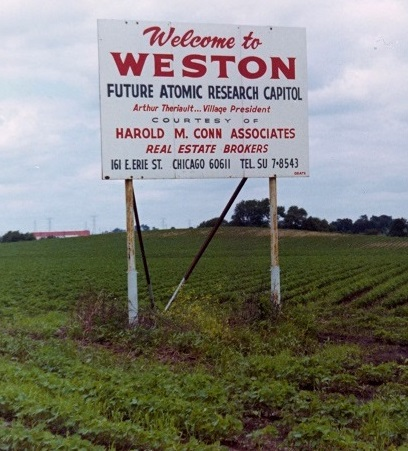 Welcome to
WESTON
FUTURE ATOMIC RESEARCH CAPITOL
Arthur Theriault... Village President
COURTESY OF
HAROLD M. CONN ASSOCIATES
REAL ESTATE BROKERS
161 E. ERIE ST. CHICAGO 60611 TEL. SU 7-8543